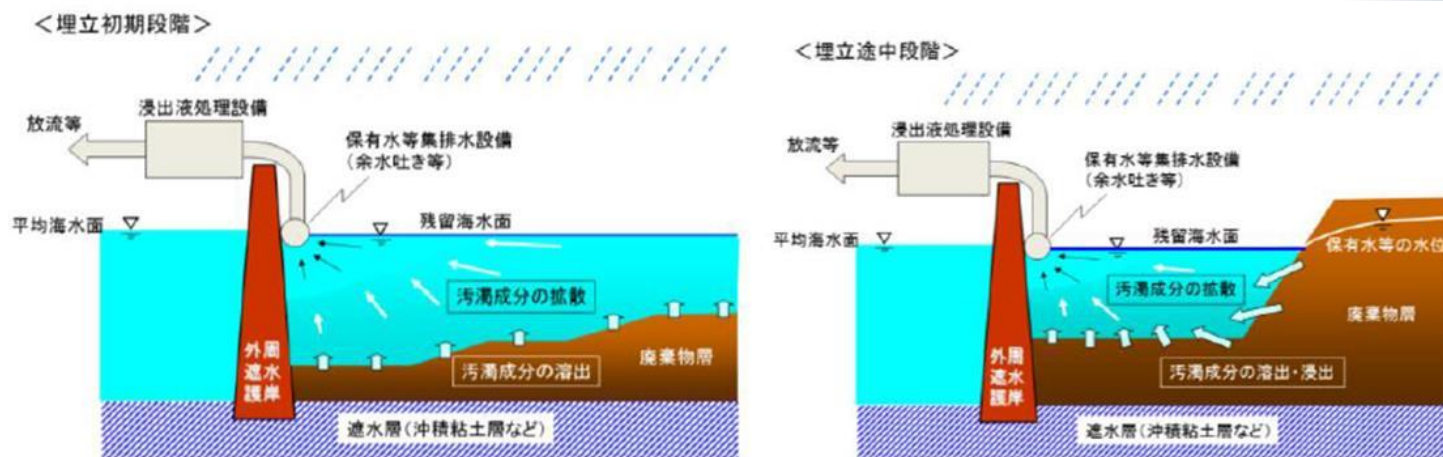 ＜埋立初期段階＞
浸出液処理設備
放流等
保有水等集排水設備
（余水吐き等）
平均海水面
残留海水面
汚濁成分の拡散
外周
遮水
護岸
廃棄物層
汚濁成分の溶出
遮水層（沖積粘土層など）
＜埋立途中段階＞
浸出液処理設備
放流等
保有水等集排水設備
（余水吐き等）
平均海水面
残留海水面
保有水等の水位
汚濁成分の拡散
廃棄物層
外周
遮水
護岸
汚濁成分の溶出・浸出
遮水層（沖積粘土層など）